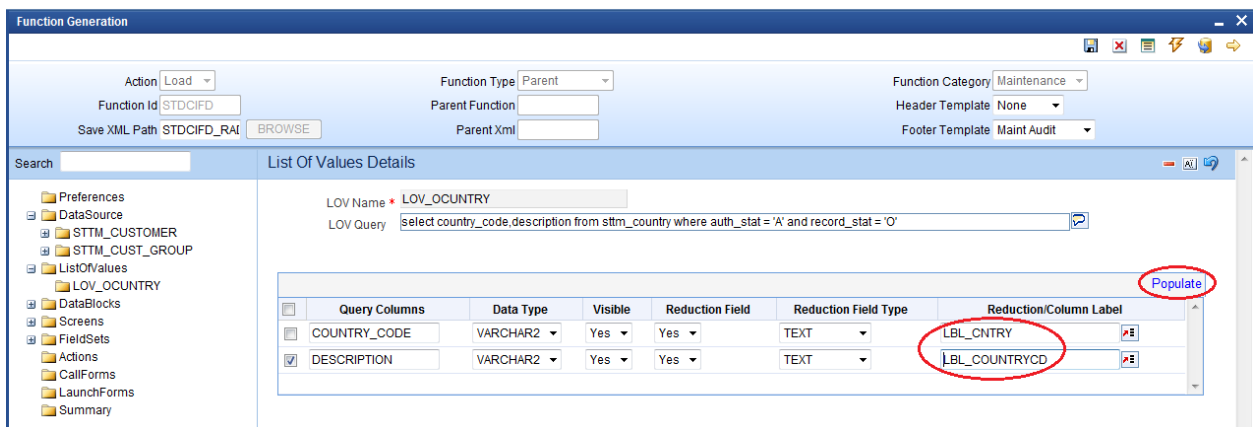 Function Generation
Action Load Function Type Parent Function Category Maintenance
Function Id STDCIFD Parent Function Header Template None
Save XML Path STDCIFD_RAD BROWSE Parent Xml Footer Template Maint Audit
Search List Of Values Details
Preferences
DataSource
STTM_CUSTOMER
STTM_CUST_GROUP
ListOfValues
LOV_OCUNTRY
DataBlocks
Screens
FieldSets
Actions
CallForms
LaunchForms
Summary
LOV Name * LOV_OCUNTRY
LOV Query select country_code,description from sttm_country where auth_stat = 'A' and record_stat = 'O'
Populate
Query Columns Data Type Visible Reduction Field Reduction Field Type Reduction/Column Label
COUNTRY_CODE VARCHAR2 Yes Yes TEXT LBL_CNTRY
DESCRIPTION VARCHAR2 Yes Yes TEXT LBL_COUNTRYCD